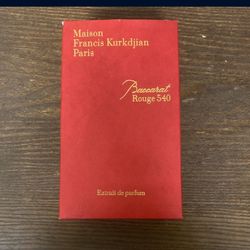 Maison
Francis Kurkdjian
Paris
Baccarat
Rouge 540
Extrait de parfum